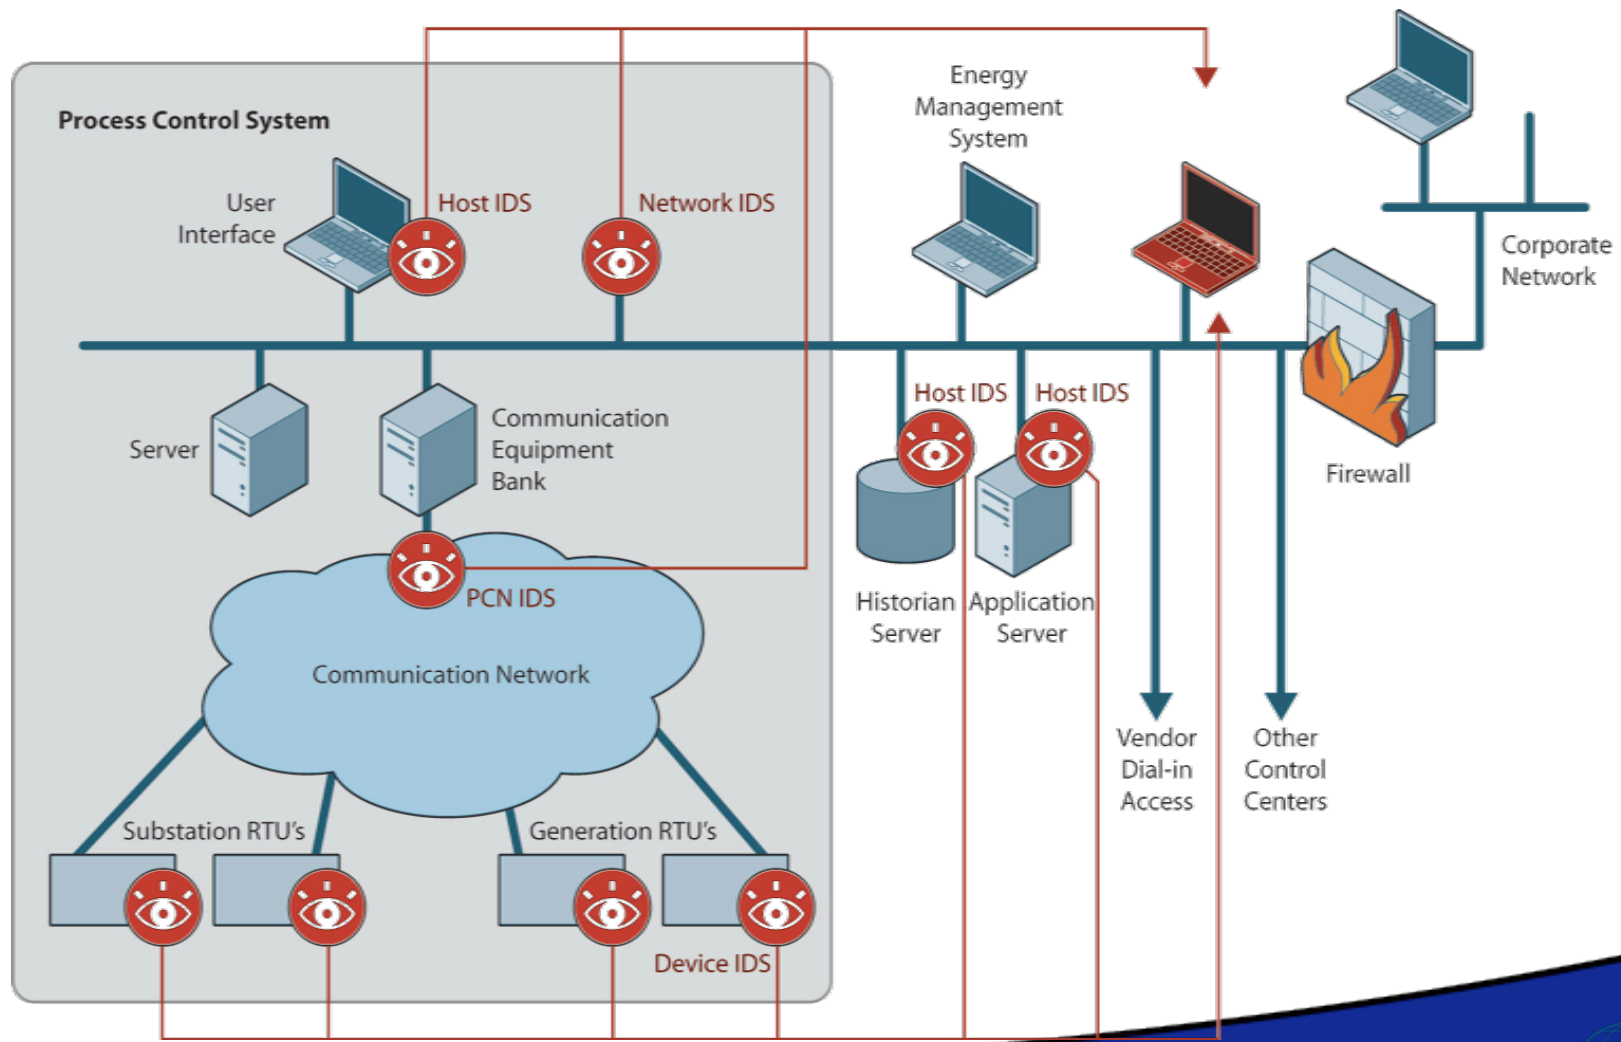 Process Control System
User
Interface
Host IDS
Network IDS
Energy
Management
System
Corporate
Network
Server
Communication
Equipment
Bank
Host IDS
Host IDS
Firewall
PCN IDS
Historian
Server
Application
Server
Communication Network
Vendor
Dial-in
Access
Other
Control
Centers
Substation RTU's
Generation RTU's
Device IDS